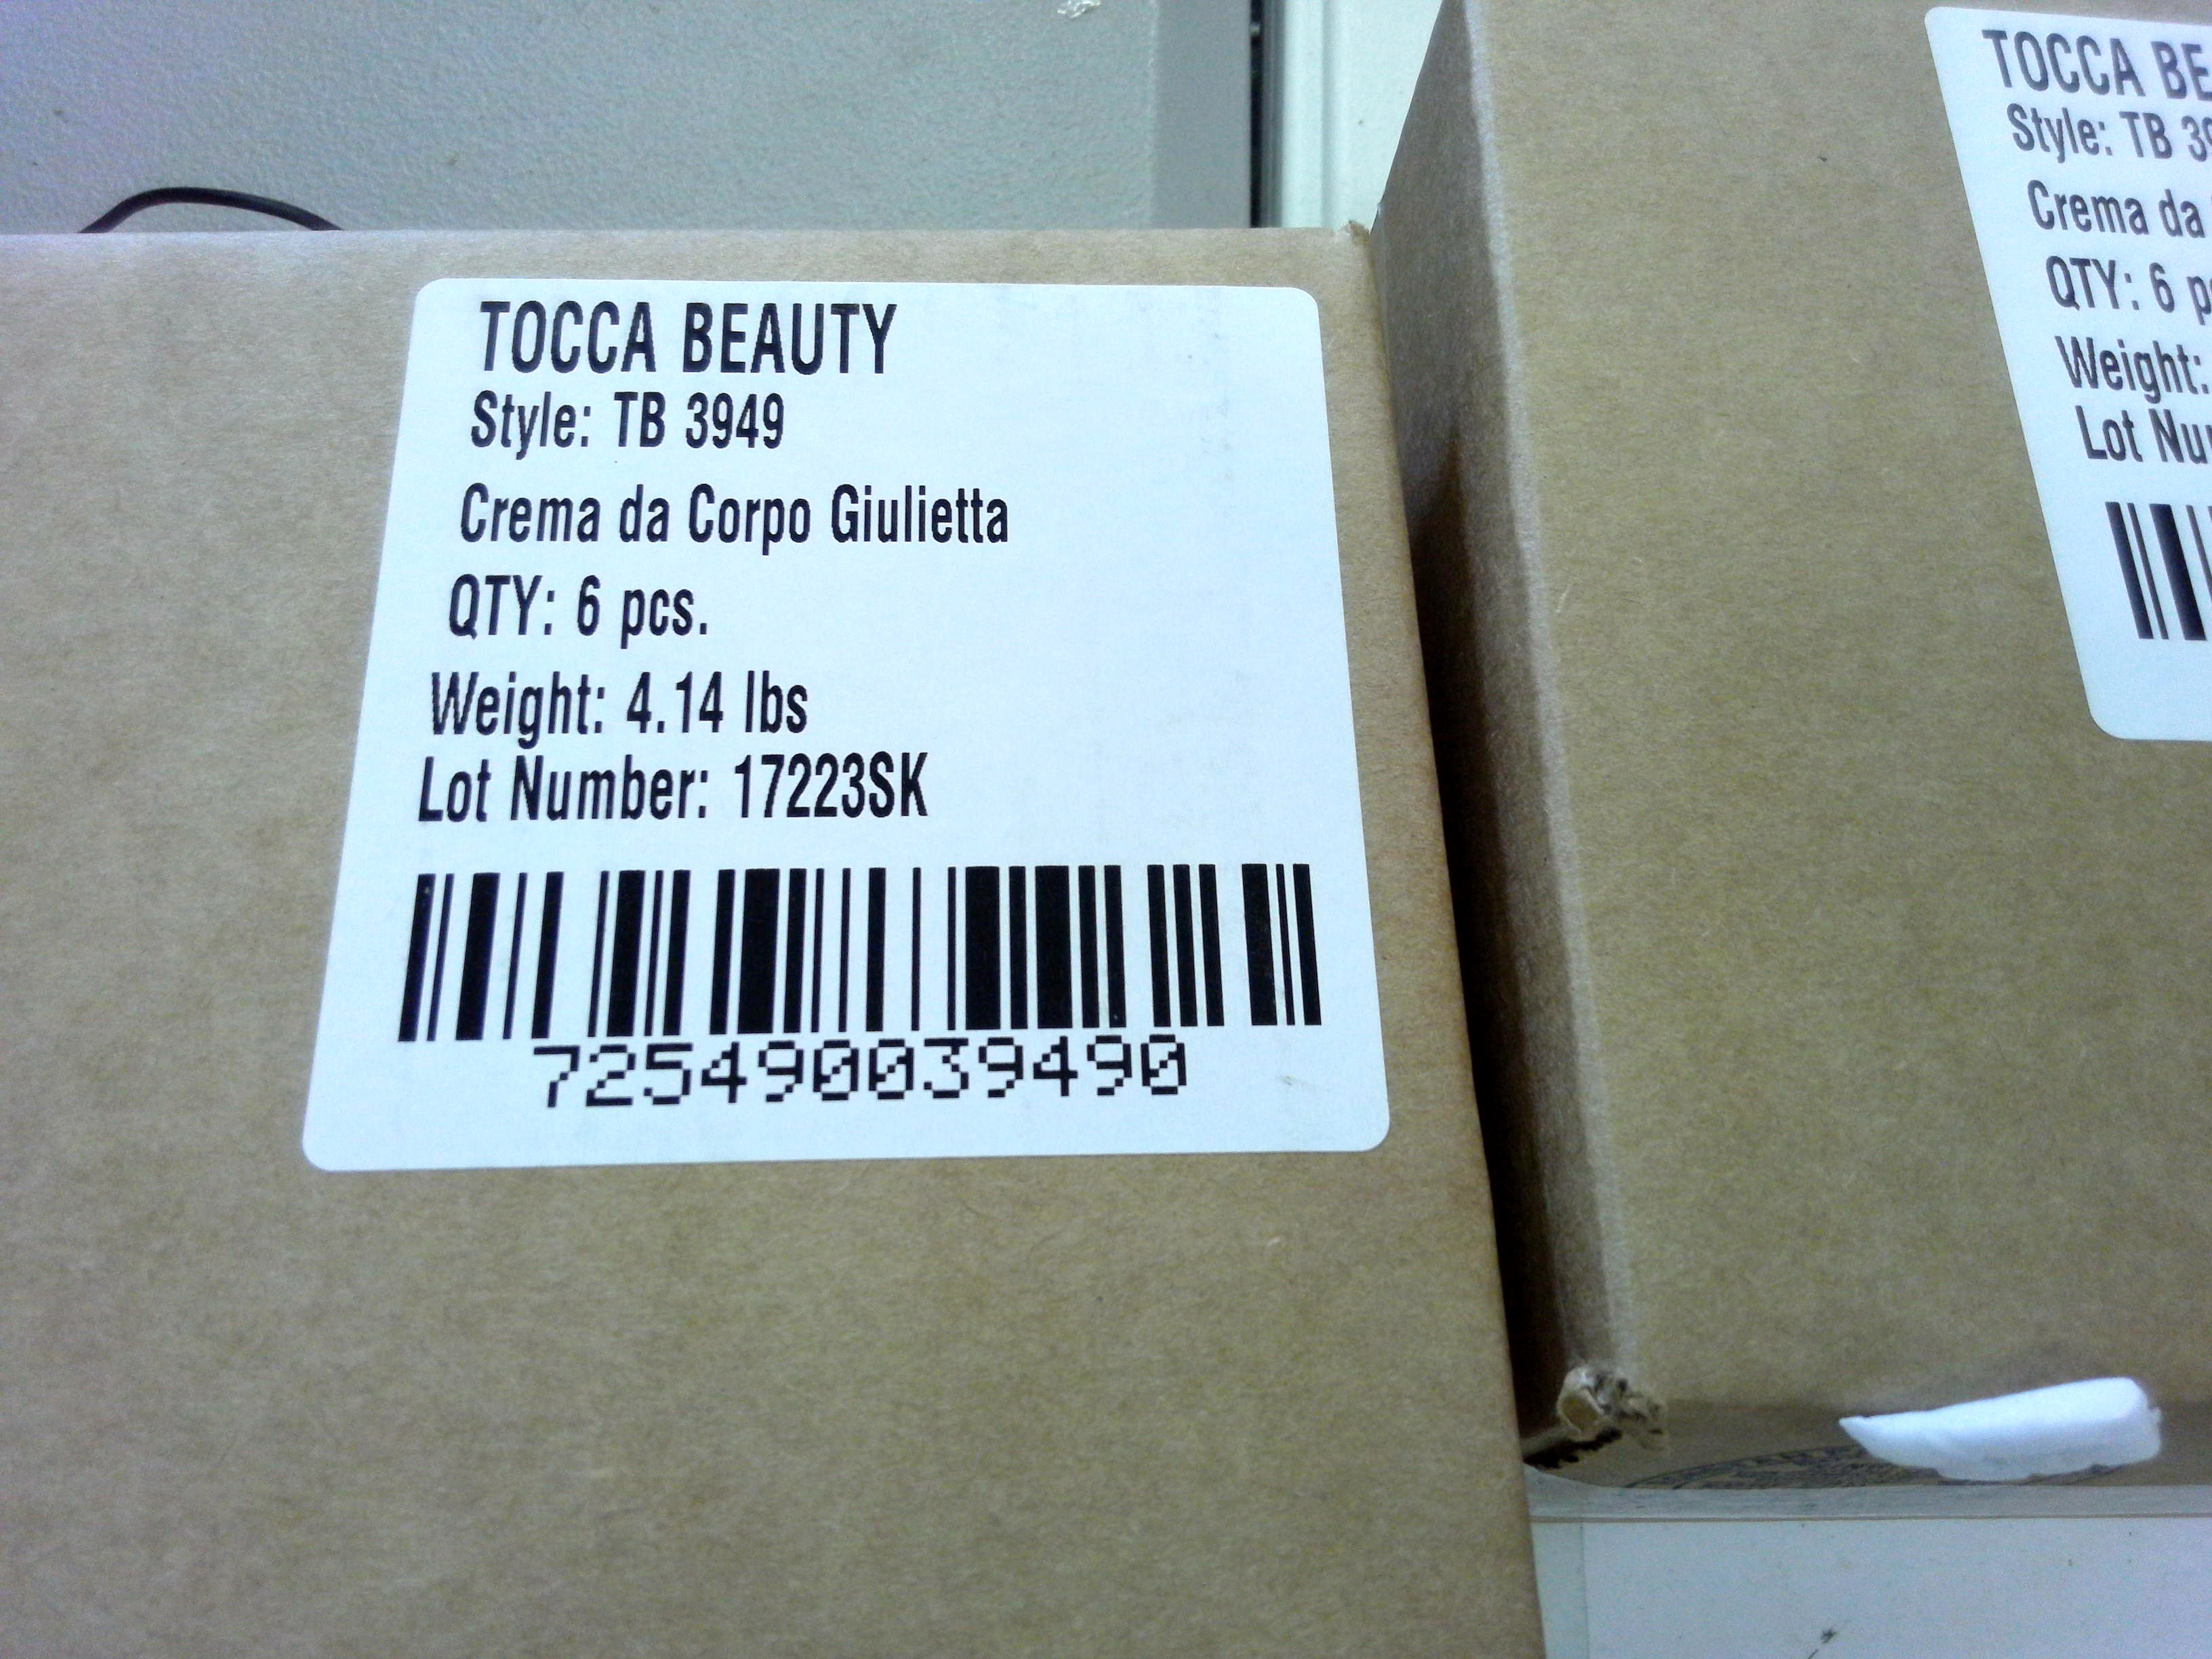 TOCCA BEAUTY
Style: TB 3949
Crema da Corpo Giulietta
QTY: 6 pcs.
Weight: 4.14 lbs
Lot Number: 17223SK
725490039490
TOCCA BE
Style: TB 39
Crema da
QTY: 6 p
Weight:
Lot Nu